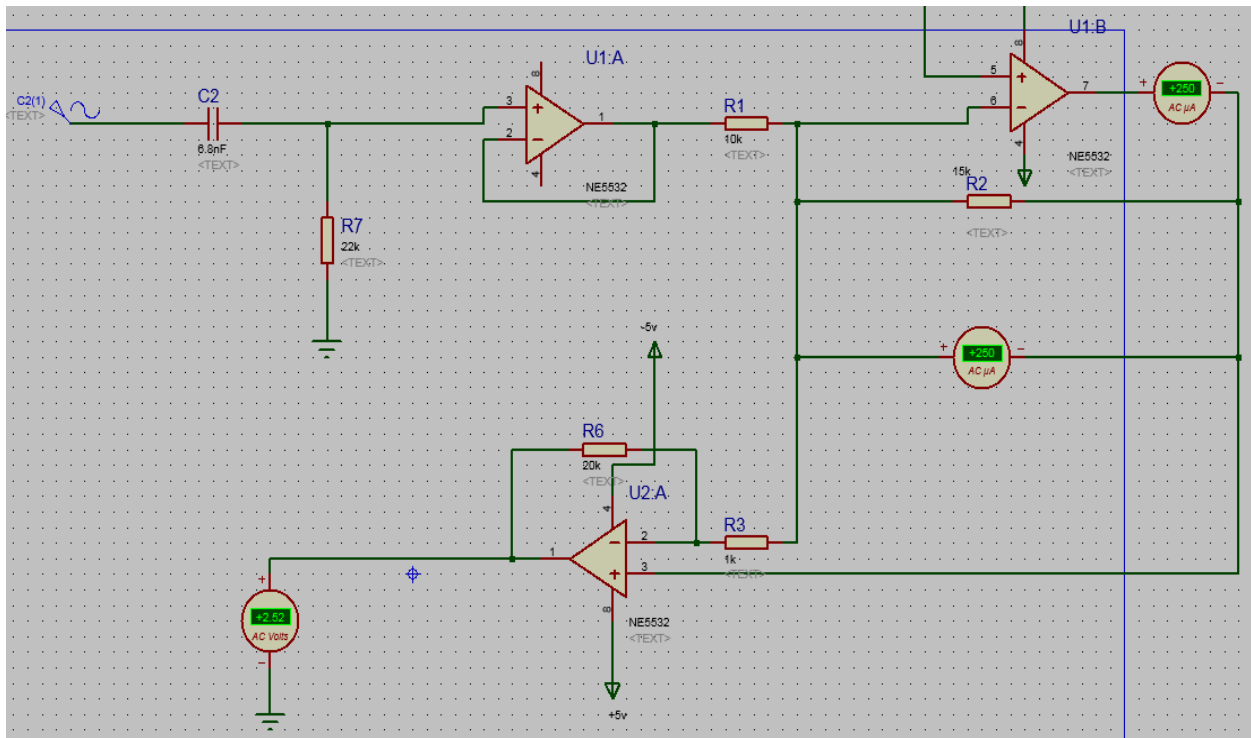 U1:B
U1:A
C2(1)
<TEXT>
C2
6.8nF
<TEXT>
8
3
2
1
4
NE5532
<TEXT>
R1
10k
<TEXT>
8
5
6
7
4
NE5532
<TEXT>
+250
AC µA
15k
R2
<TEXT>
R7
22k
<TEXT>
+250
AC µA
-5v
R6
20k
<TEXT>
U2:A
4
2
1
3
8
R3
1k
<TEXT>
NE5532
<TEXT>
+2.52
AC Volts
+5v